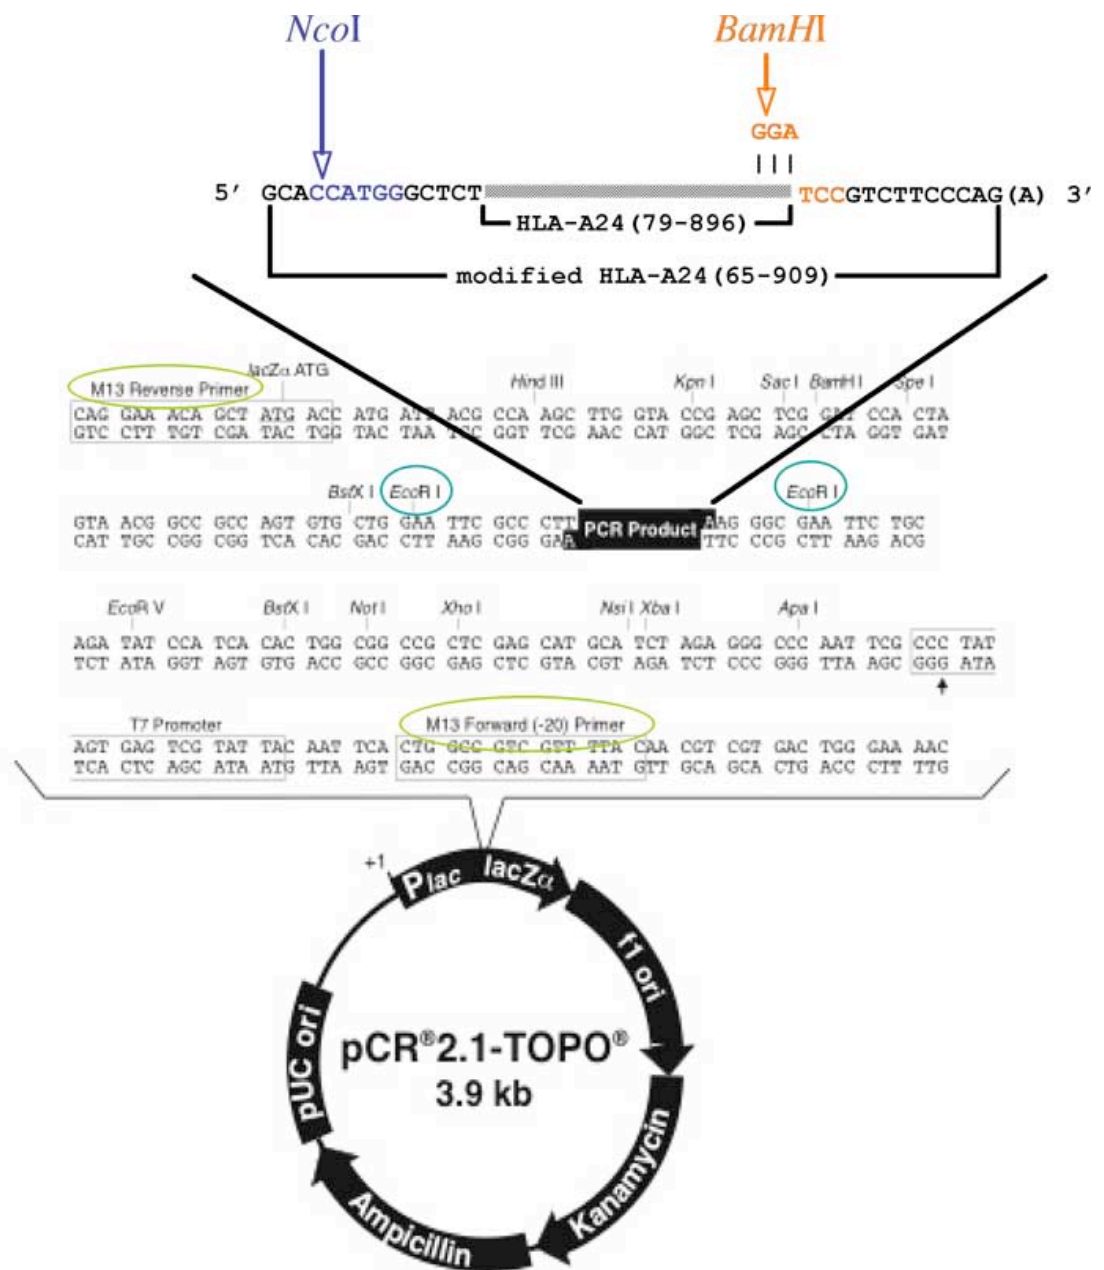 NcoI BamHI
GGA
5′ GCACCATGGGCTCT TCCGTCTTCCCAG(A) 3′
HLA-A24(79-896)
modified HLA-A24(65-909)
M13 Reverse Primer lacZα ATG Hind III Kpn I Sac I BamH I Spe I
CAG GAA ACA GCT ATG ACC ATG ATT ACG CCA AGC TTG GTA CCG AGC TCG GAT CCA CTA
GTC CTT TGT CGA TAC TGG TAC TAA TGC GGT TCG AAC CAT GGC TCG AGC CTA GGT GAT
BstX I EcoR I EcoR I
GTA ACG GCC GCC AGT GTG CTG GAA TTC GCC CTT PCR Product AAG GGC GAA TTC TGC
CAT TGC CGG CGG TCA CAC GAC CTT AAG CGG GAA TTC CCG CTT AAG ACG
EcoR V BstX I Not I Xho I Nsi I Xba I Apa I
AGA TAT CCA TCA CAC TGG CGG CCG CTC GAG CAT GCA TCT AGA GGG CCC AAT TCG CCC TAT
TCT ATA GGT AGT GTG ACC GCC GGC GAG CTC GTA CGT AGA TCT CCC GGG TTA AGC GGG ATA
T7 Promoter M13 Forward (-20) Primer
AGT GAG TCG TAT TAC AAT TCA CTG GCC GTC GTT TTA CAA CGT CGT GAC TGG GAA AAC
TCA CTC AGC ATA ATG TTA AGT GAC CGG CAG CAA AAT GTT GCA GCA CTG ACC CTT TTG
+1
Plac lacZα
f1 ori
pUC ori
pCR®2.1-TOPO®
3.9 kb
Kanamycin
Ampicillin